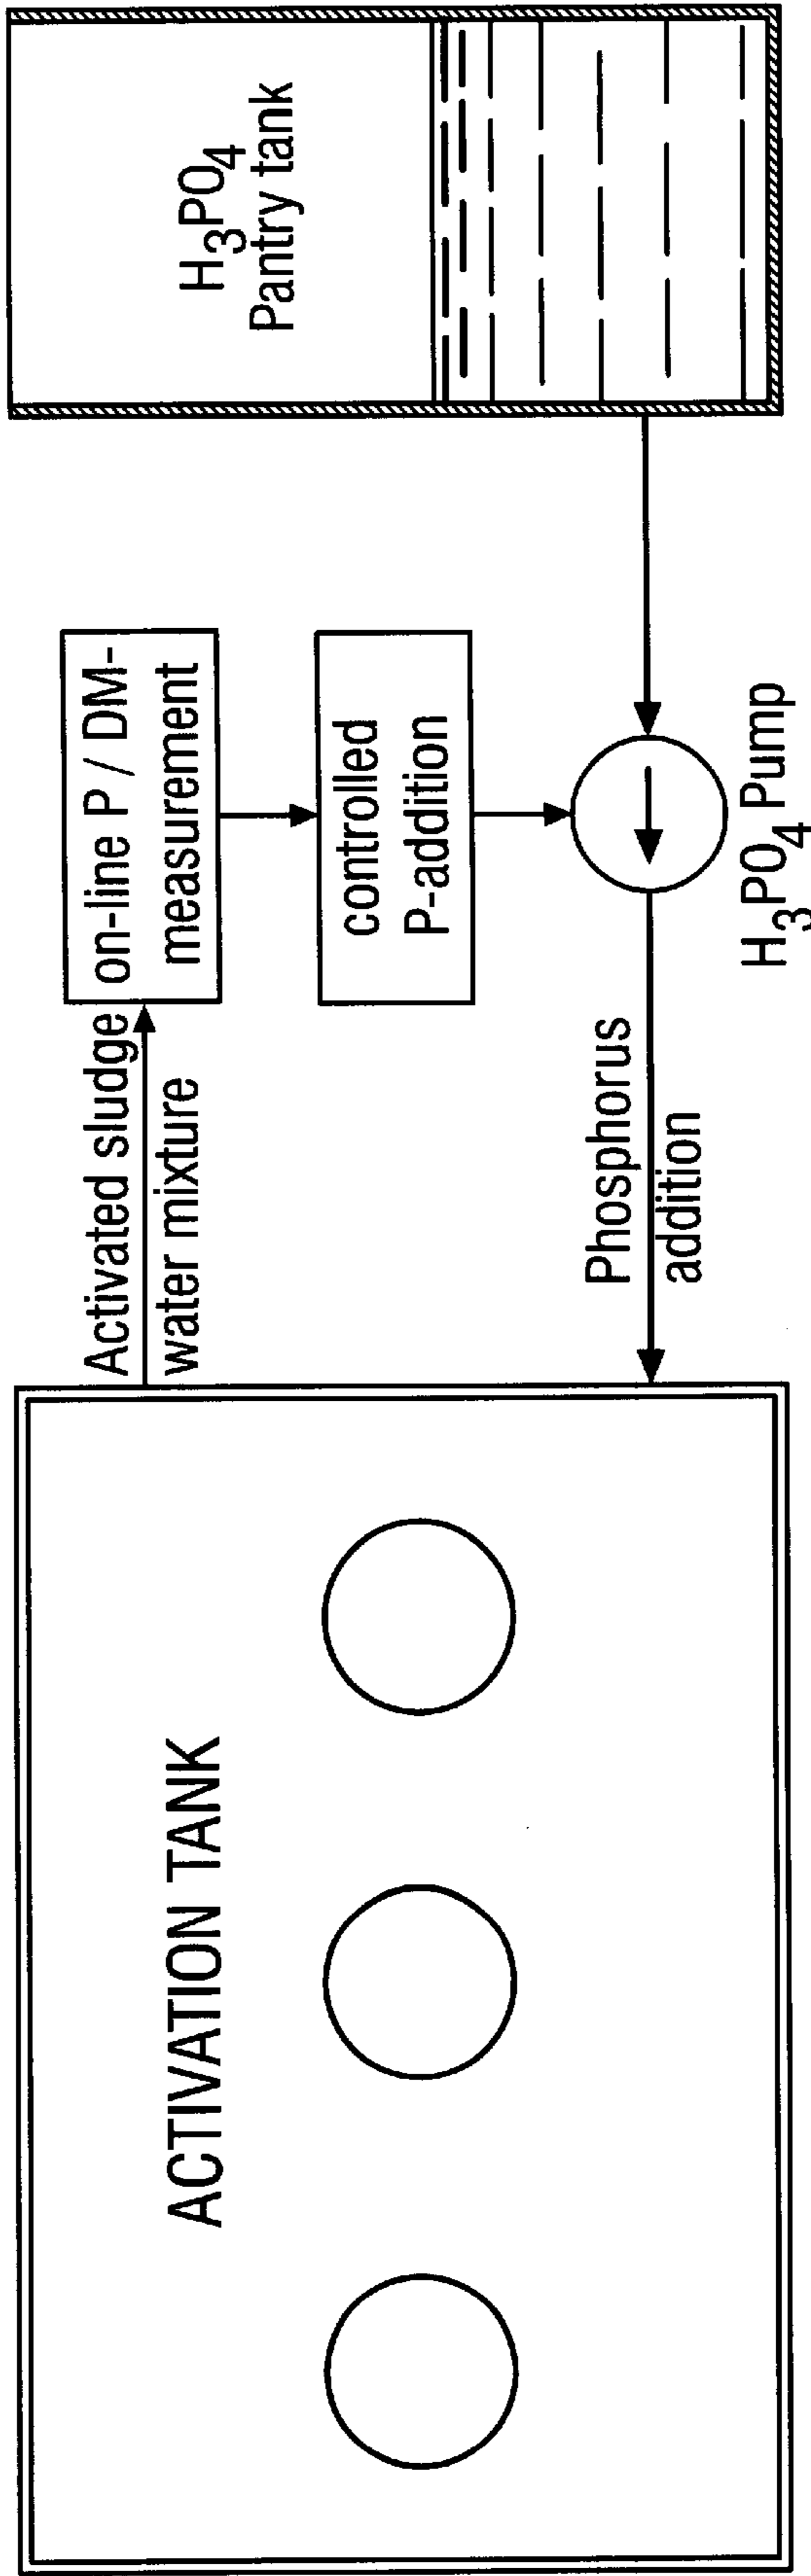 ACTIVATION TANK
Activated sludge
water mixture
on-line P / DM-
measurement
controlled
P-addition
Phosphorus
addition
H₃PO₄ Pump
H₃PO₄
Pantry tank